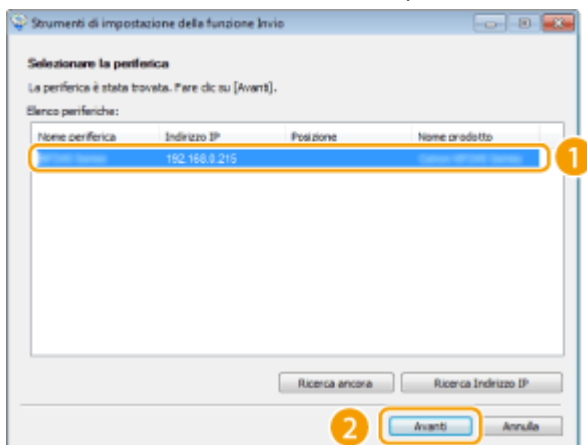 Strumenti di impostazione della funzione Invio
Selezionare la periferica
La periferica è stata trovata. Fare clic su [Avanti].
Elenco periferiche:
Nome periferica Indirizzo IP Posizione Nome prodotto
192.168.0.215
1
Ricerca ancora Ricerca Indirizzo IP
2 Avanti Annulla